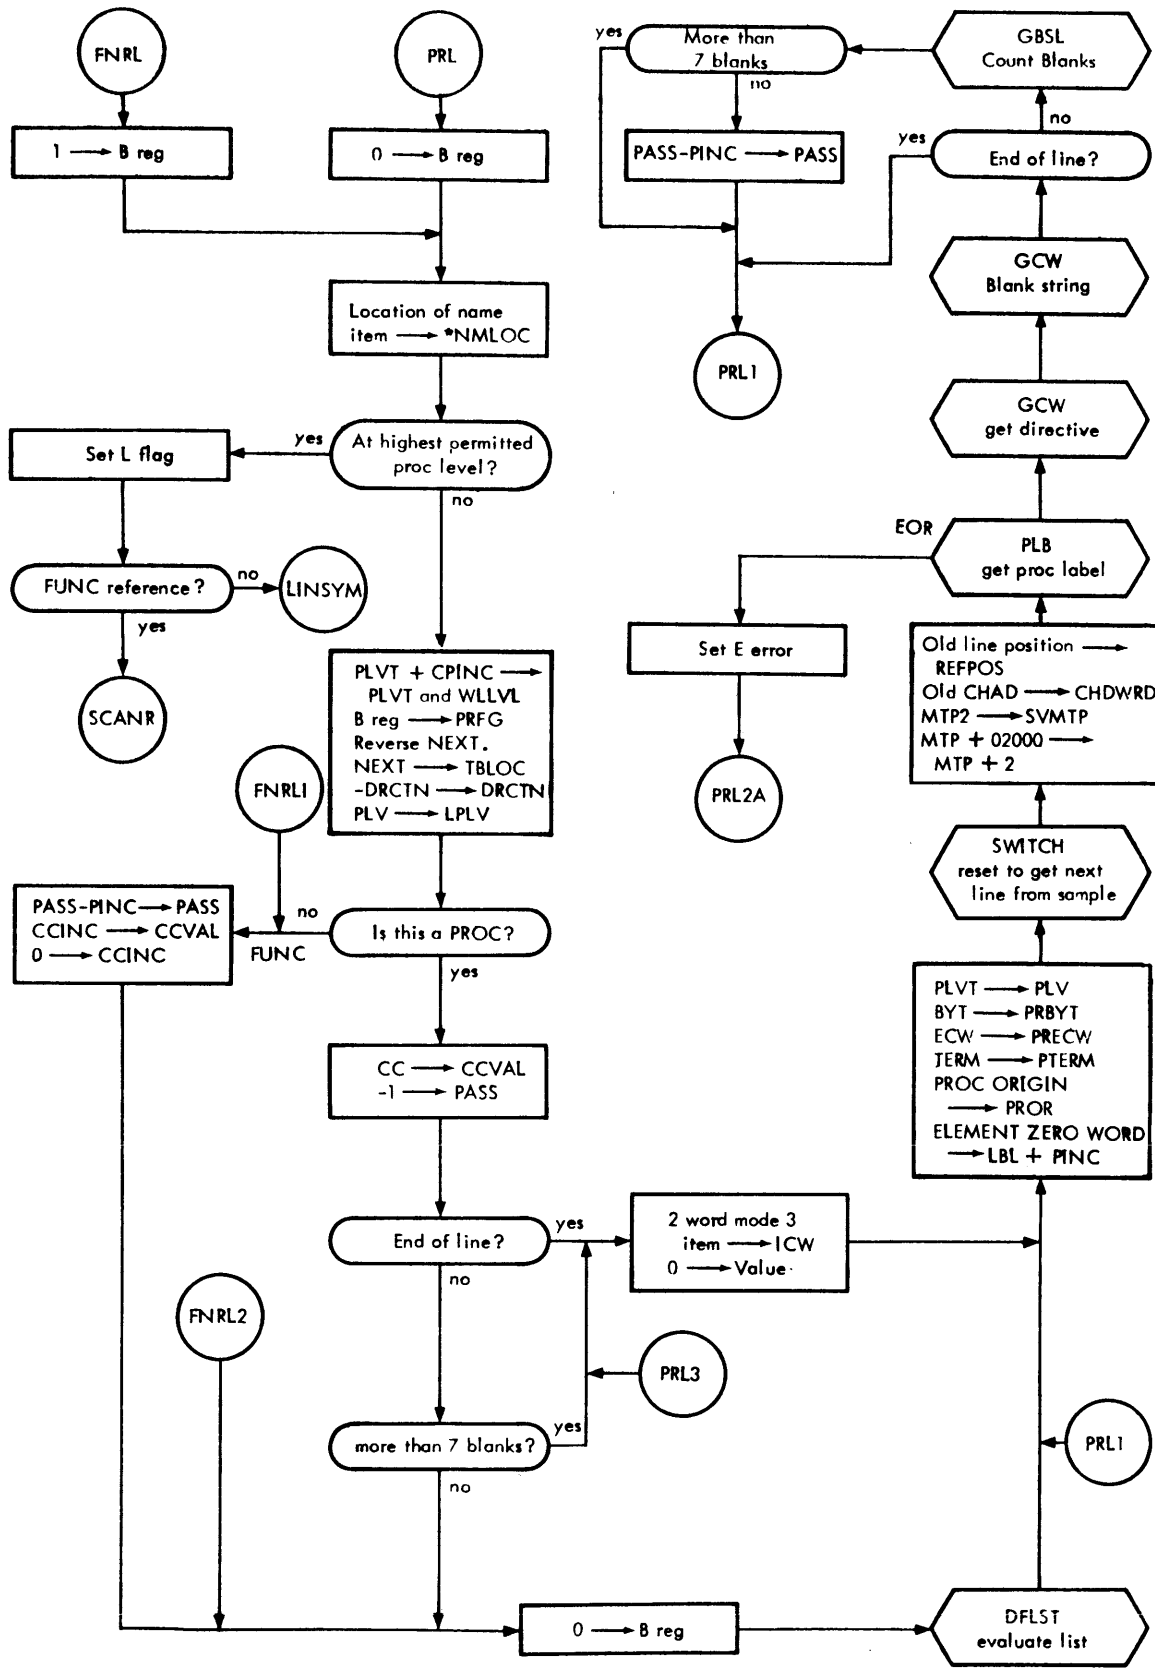 FNRL
PRL
1 → B reg
0 → B reg
Location of name
item → *NMLOC
At highest permitted
proc level?
yes
no
Set L flag
FUNC reference?
no
yes
LINSYM
SCANR
PLVT + CPINC →
PLVT and WLLVL
B reg → PRFG
Reverse NEXT.
NEXT → TBLOC
-DRCTN → DRCTN
PLV → LPLV
FNRL1
Is this a PROC?
no
FUNC
yes
PASS-PINC → PASS
CCINC → CCVAL
0 → CCINC
CC → CCVAL
-1 → PASS
End of line?
yes
no
2 word mode 3
item → ICW
0 → Value
FNRL2
PRL3
more than 7 blanks?
yes
no
0 → B reg
DFLST
evaluate list
PRL1
PLVT → PLV
BYT → PRBYT
ECW → PRECW
TERM → PTERM
PROC ORIGIN
→ PROR
ELEMENT ZERO WORD
→ LBL + PINC
SWITCH
reset to get next
line from sample
Old line position →
REFPOS
Old CHAD → CHDWRD
MTP2 → SVMTP
MTP + 02000 →
MTP + 2
PLB
get proc label
EOR
Set E error
PRL2A
GCW
get directive
GCW
Blank string
End of line?
yes
no
GBSL
Count Blanks
More than
7 blanks
yes
no
PASS-PINC → PASS
PRL1